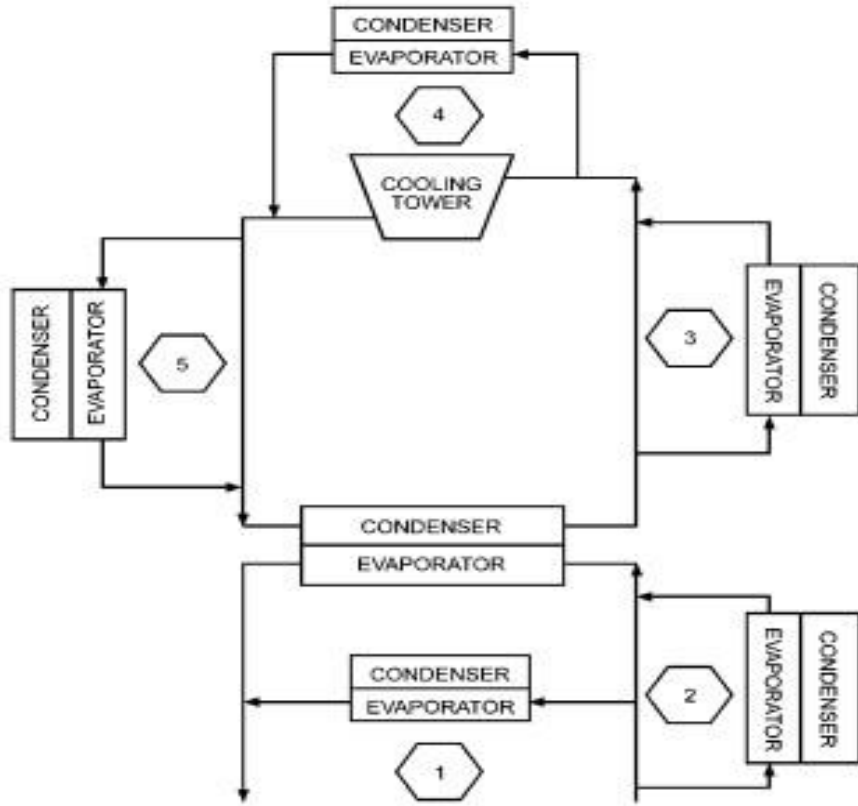 CONDENSER
EVAPORATOR
4
COOLING
TOWER
CONDENSER
EVAPORATOR
5
3
EVAPORATOR
CONDENSER
CONDENSER
EVAPORATOR
CONDENSER
EVAPORATOR
2
EVAPORATOR
CONDENSER
1